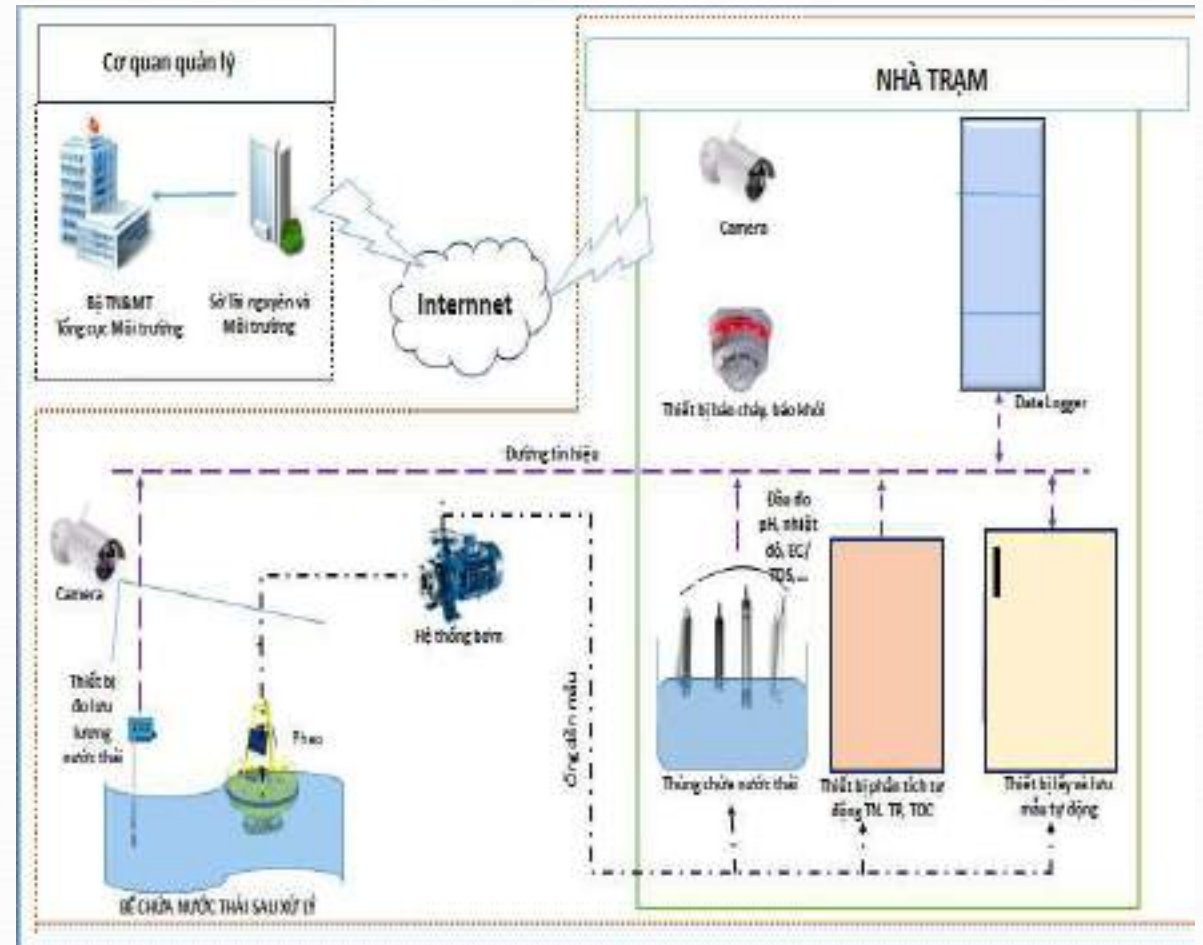 Cơ quan quản lý
NHÀ TRẠM
Bộ TN&MT
Tổng cục Môi trường
Sở Tài nguyên và
Môi trường
Internnet
Camera
Thiết bị báo cháy, báo khói
Data Logger
Đường tín hiệu
Camera
Hệ thống bơm
Đầu đo
pH, nhiệt
độ, EC/
TDS,...
Thiết bị
đo lưu
lượng
nước thải
Phao
Ống dẫn mẫu
Thùng chứa nước thải
Thiết bị phân tích tự
động TN, TP, TOC
Thiết bị lấy và lưu
mẫu tự động
BỂ CHỨA NƯỚC THẢI SAU XỬ LÝ